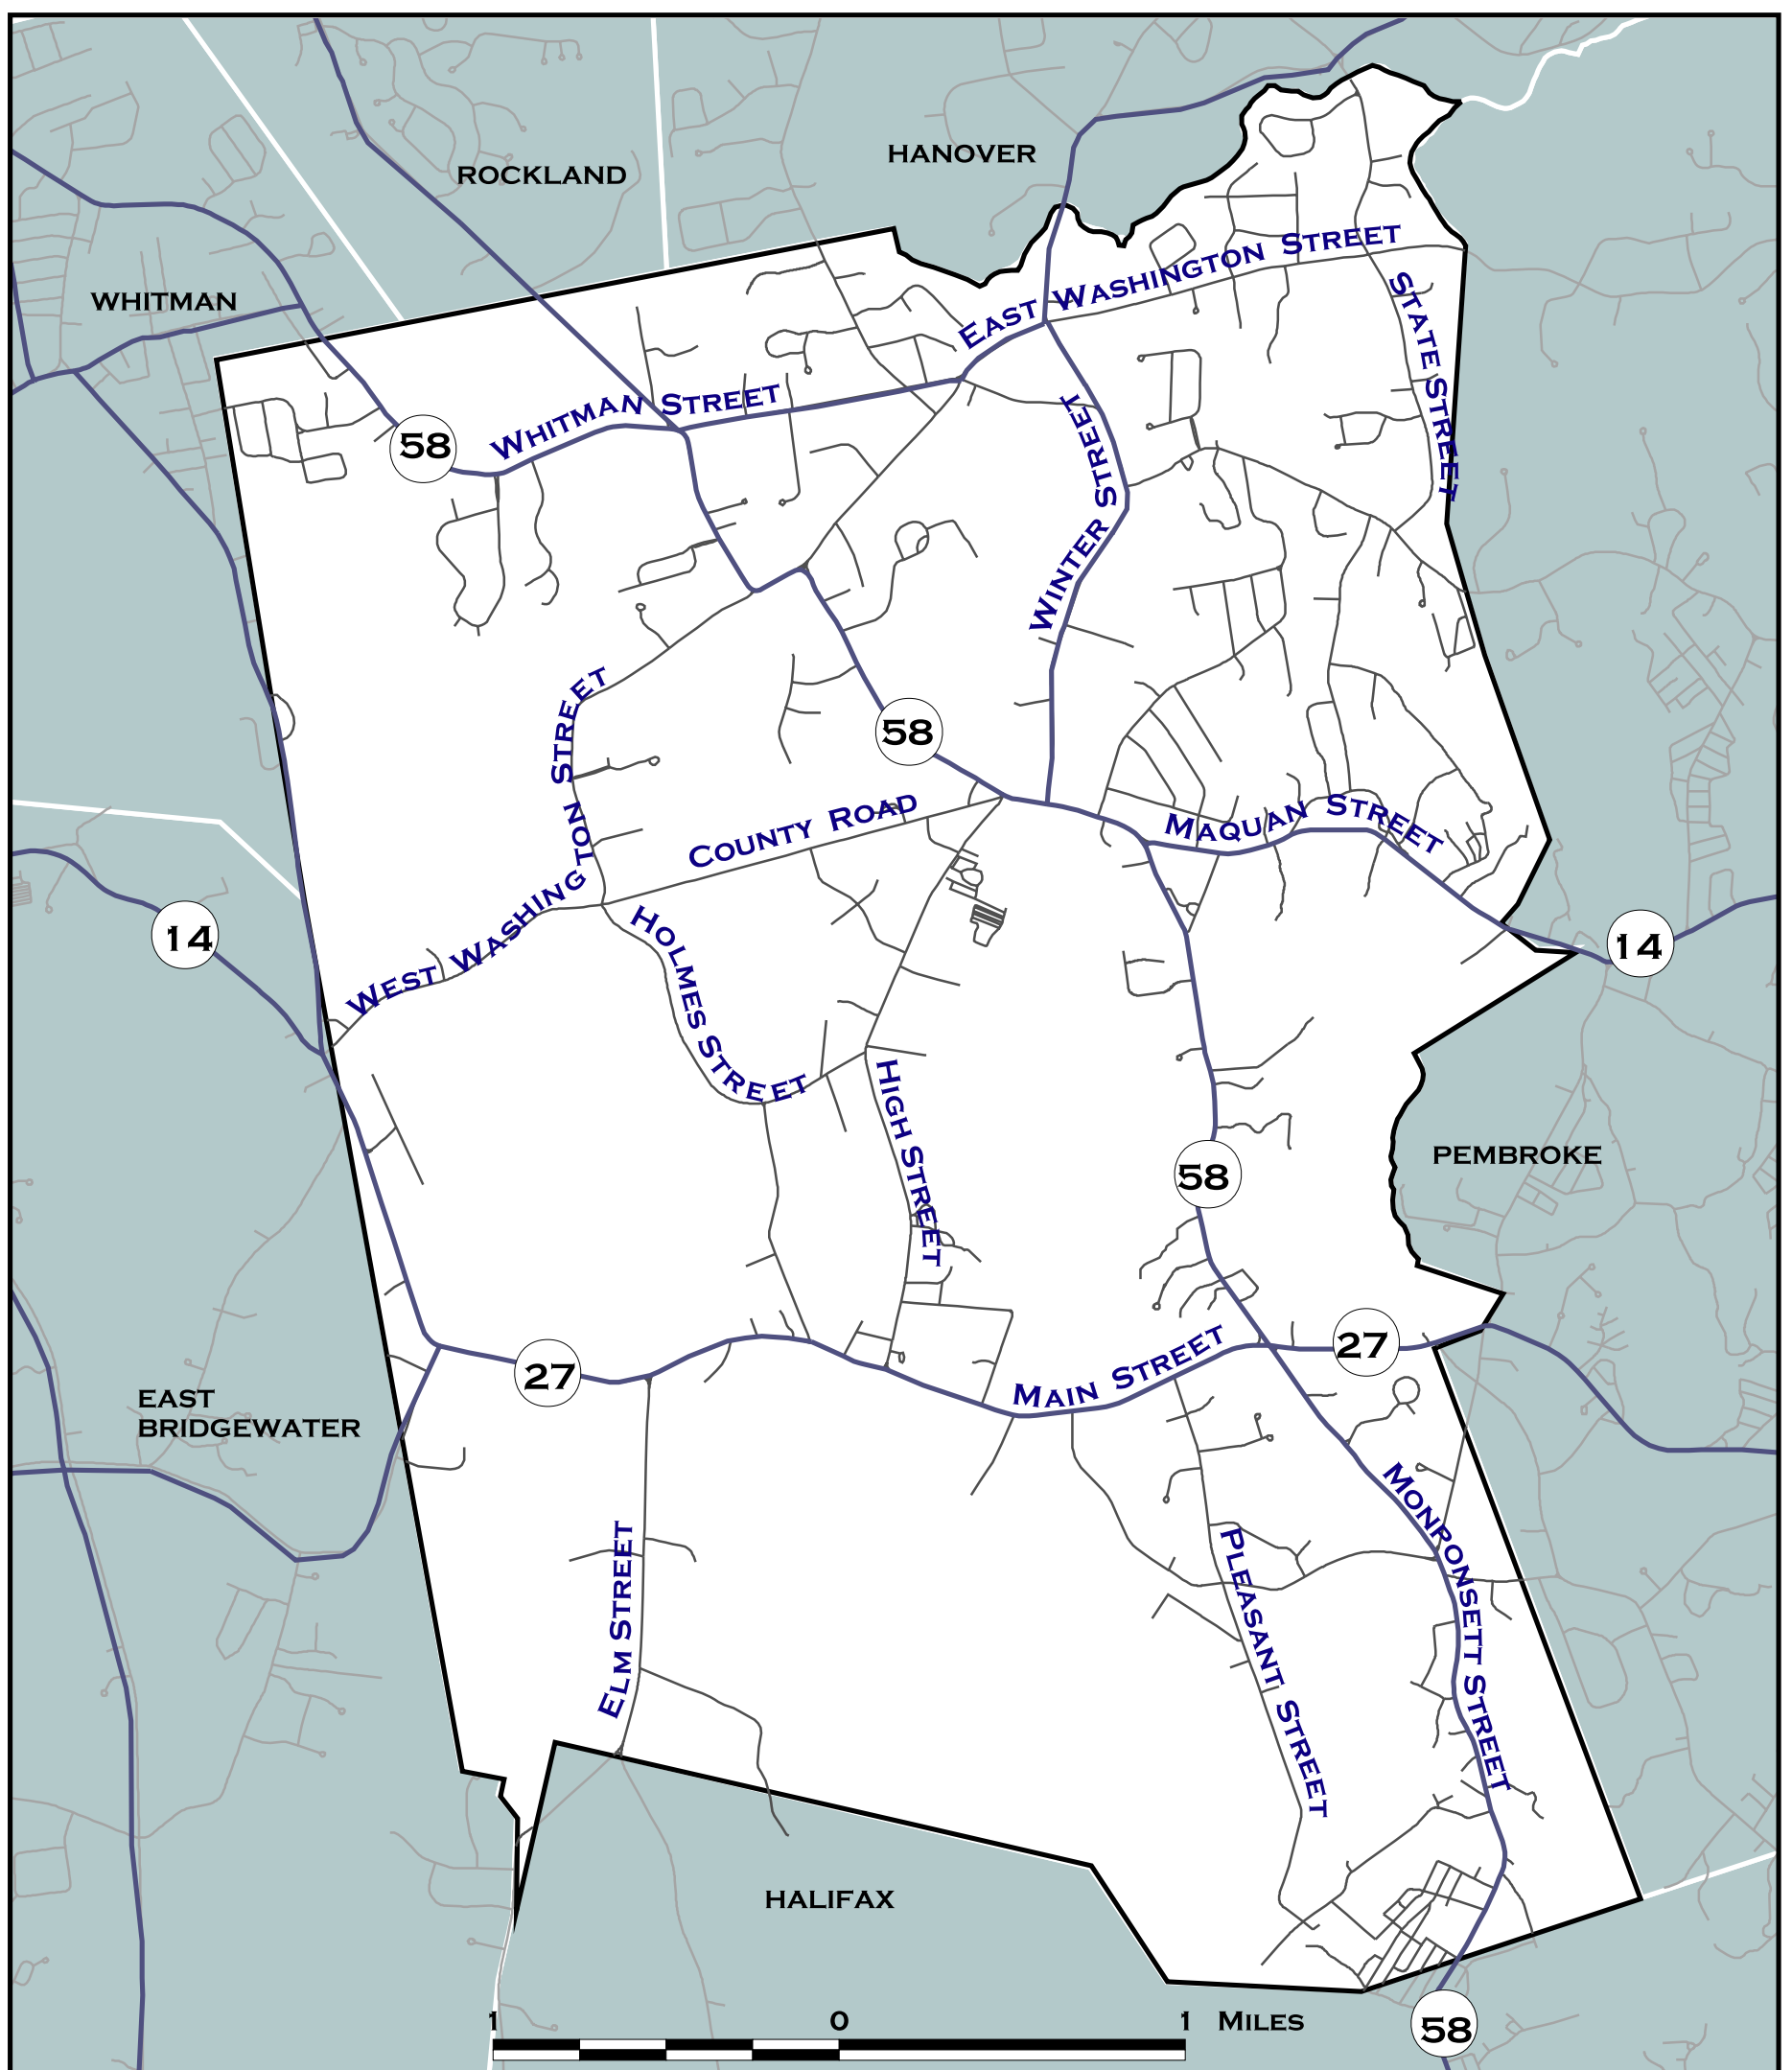 HANOVER
ROCKLAND
EAST WASHINGTON STREET
WHITMAN
STATE STREET
WHITMAN STREET
58
WINTER STREET
58
WEST WASHINGTON STREET
COUNTY ROAD
MAQUAN STREET
14
14
HOLMES STREET
HIGH STREET
PEMBROKE
58
27
27
MAIN STREET
EAST
BRIDGEWATER
MONPONSETT STREET
ELM STREET
PLEASANT STREET
HALIFAX
1 0 1 MILES
58